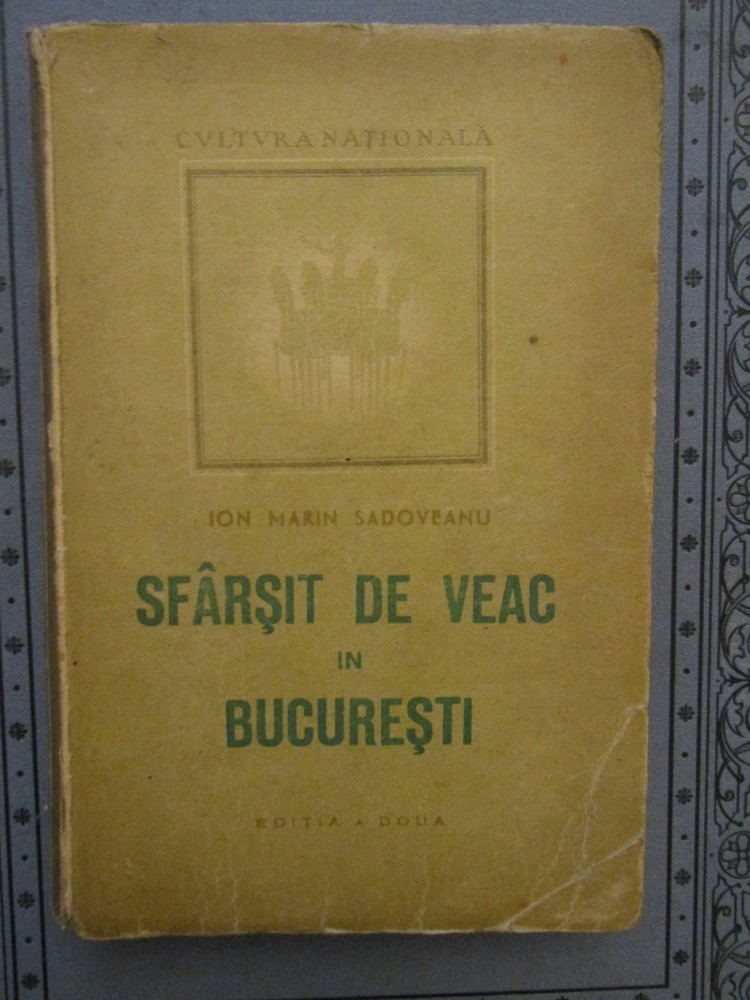 CVLTVRA NAȚIONALĂ
ION MARIN SADOVEANU
SFÂRȘIT DE VEAC
IN
BUCUREȘTI
EDIȚIA A DOUA